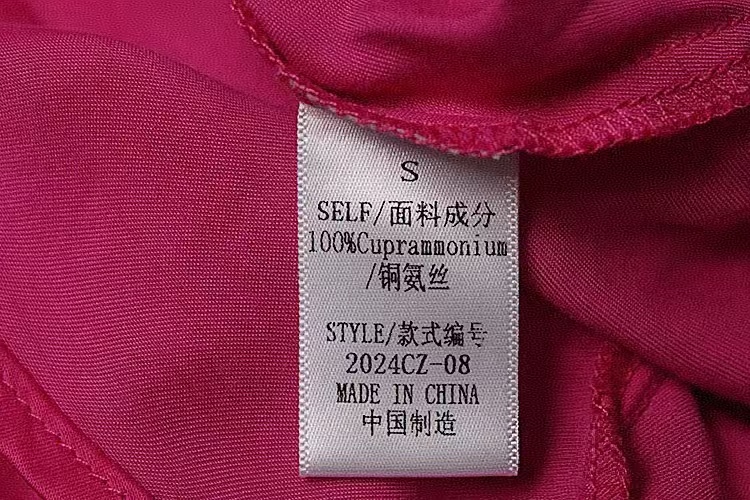 S
SELF/面料成分
100%Cuprammonium
/铜氨丝
STYLE/款式编号
2024CZ-08
MADE IN CHINA
中国制造